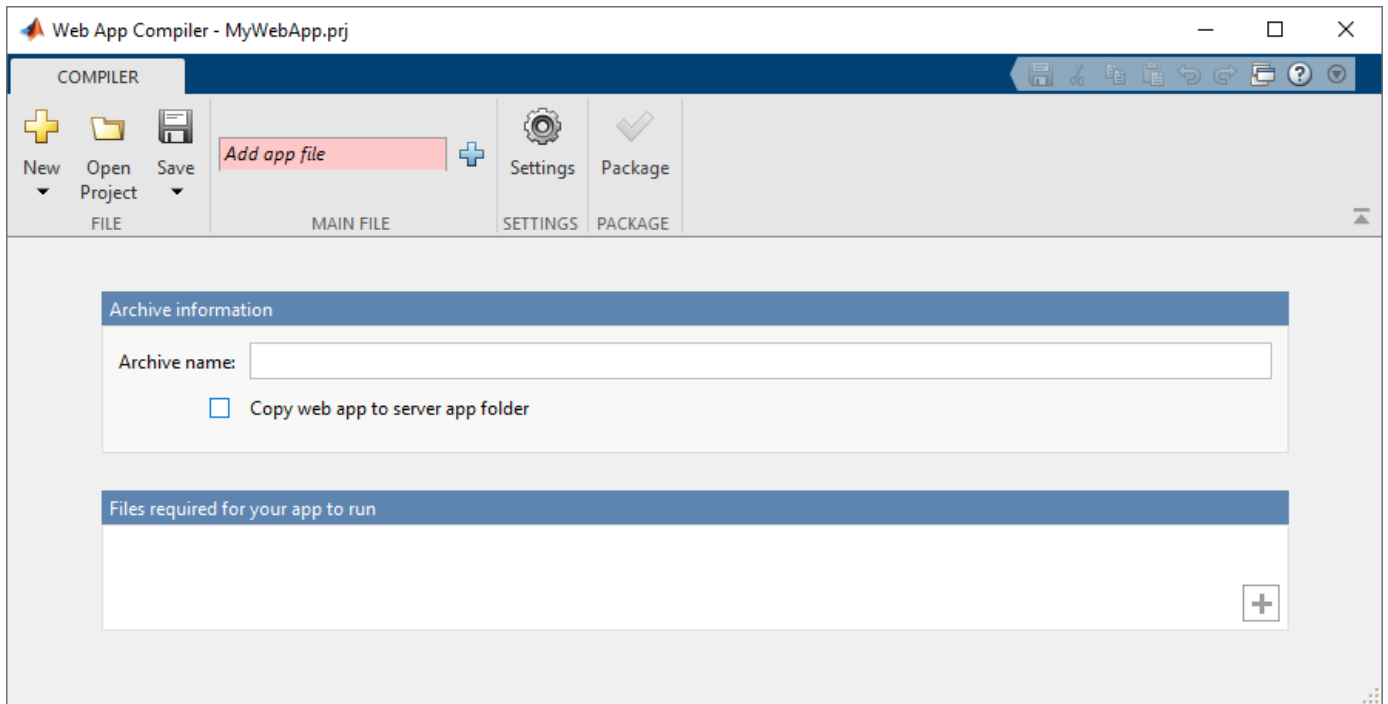 Web App Compiler - MyWebApp.prj
COMPILER
?
New
Open
Project
Save
FILE
Add app file
MAIN FILE
Settings
SETTINGS
Package
PACKAGE
Archive information
Archive name:
Copy web app to server app folder
Files required for your app to run